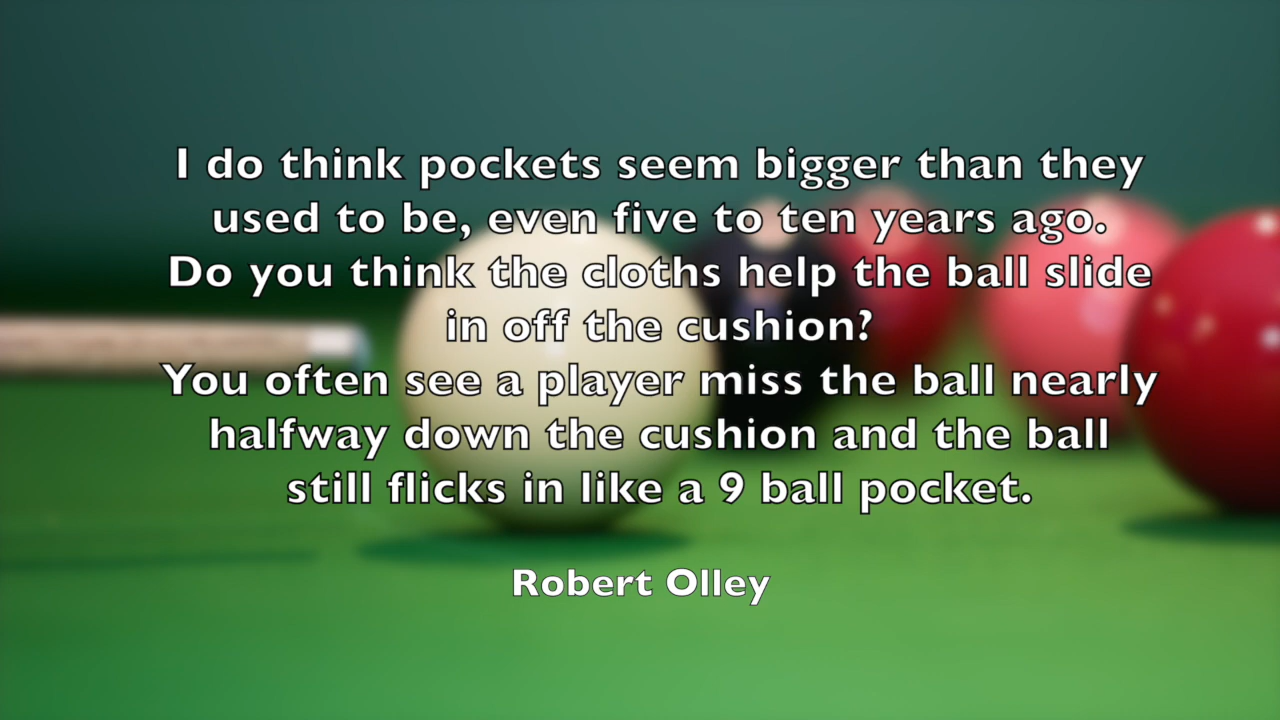 I do think pockets seem bigger than they
used to be, even five to ten years ago.
Do you think the cloths help the ball slide
in off the cushion?
You often see a player miss the ball nearly
halfway down the cushion and the ball
still flicks in like a 9 ball pocket.
Robert Olley